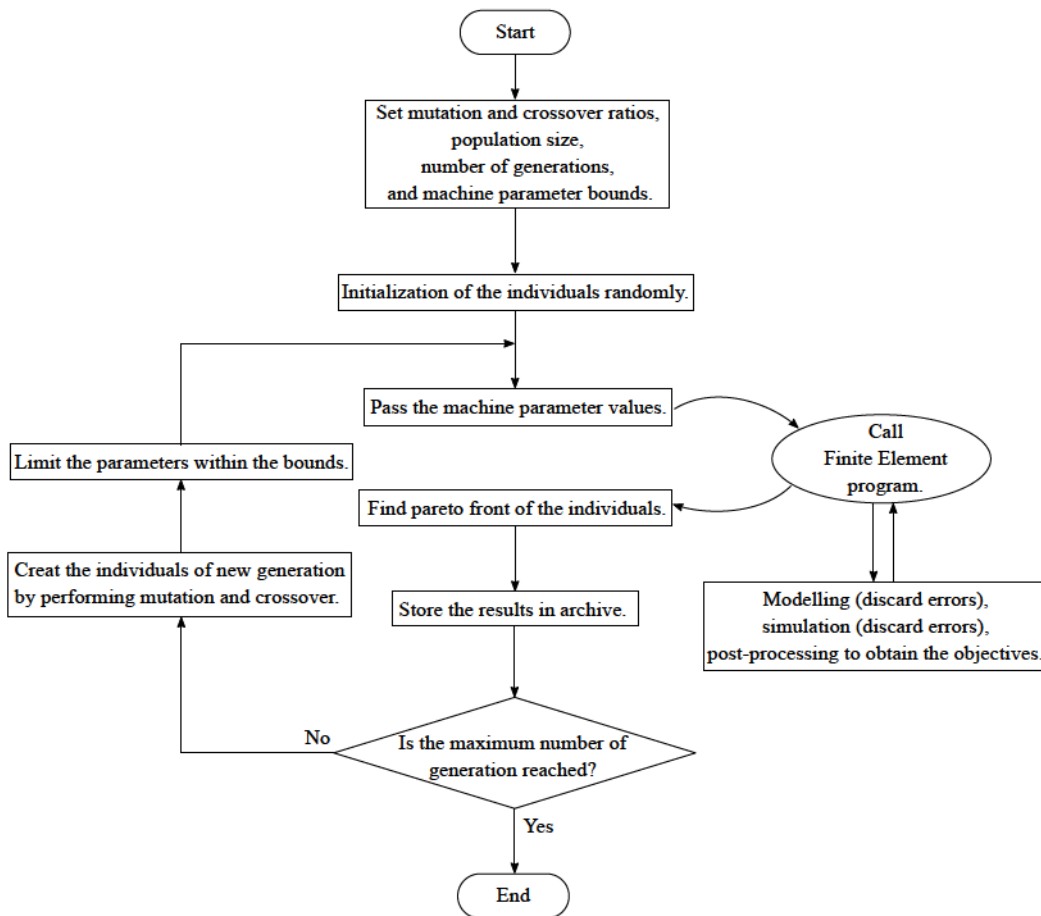 Start
Set mutation and crossover ratios,
population size,
number of generations,
and machine parameter bounds.
Initialization of the individuals randomly.
Pass the machine parameter values.
Call
Finite Element
program.
Limit the parameters within the bounds.
Find pareto front of the individuals.
Creat the individuals of new generation
by performing mutation and crossover.
Store the results in archive.
Modelling (discard errors),
simulation (discard errors),
post-processing to obtain the objectives.
No
Is the maximum number of
generation reached?
Yes
End